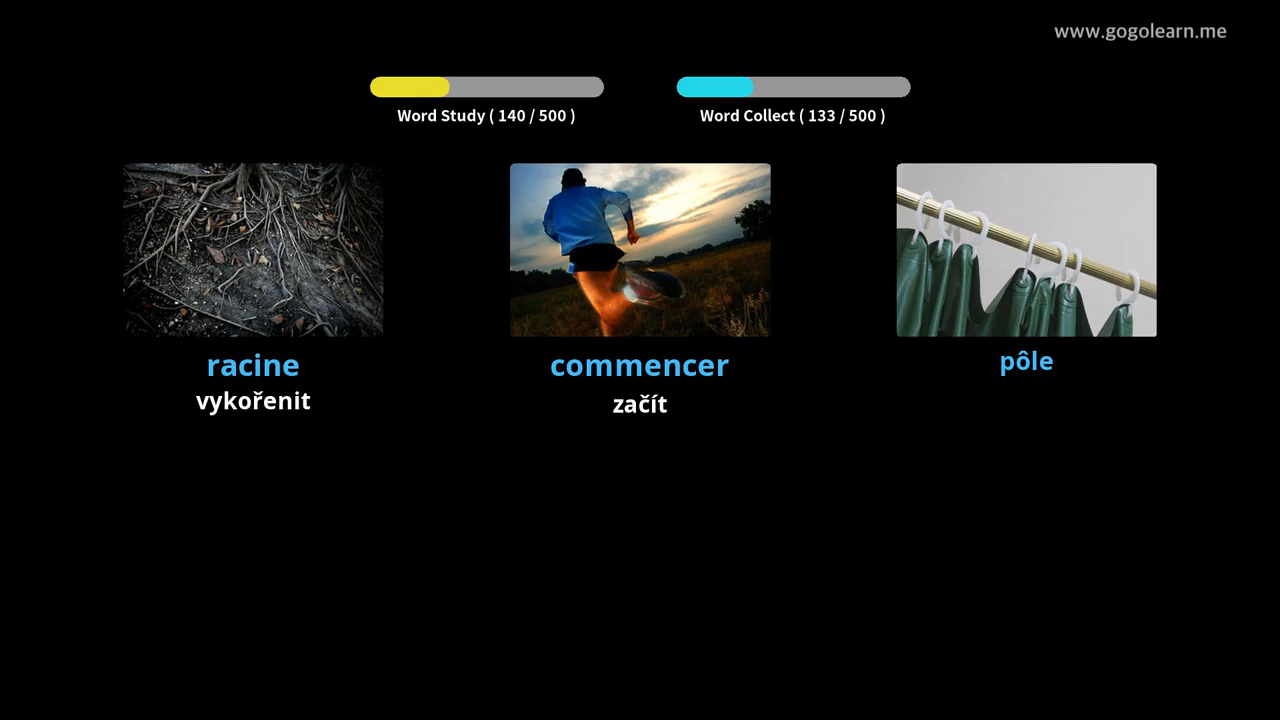 www.gogolearn.me
Word Study ( 140 / 500 )
Word Collect ( 133 / 500 )
racine
vykořenit
commencer
začít
pôle